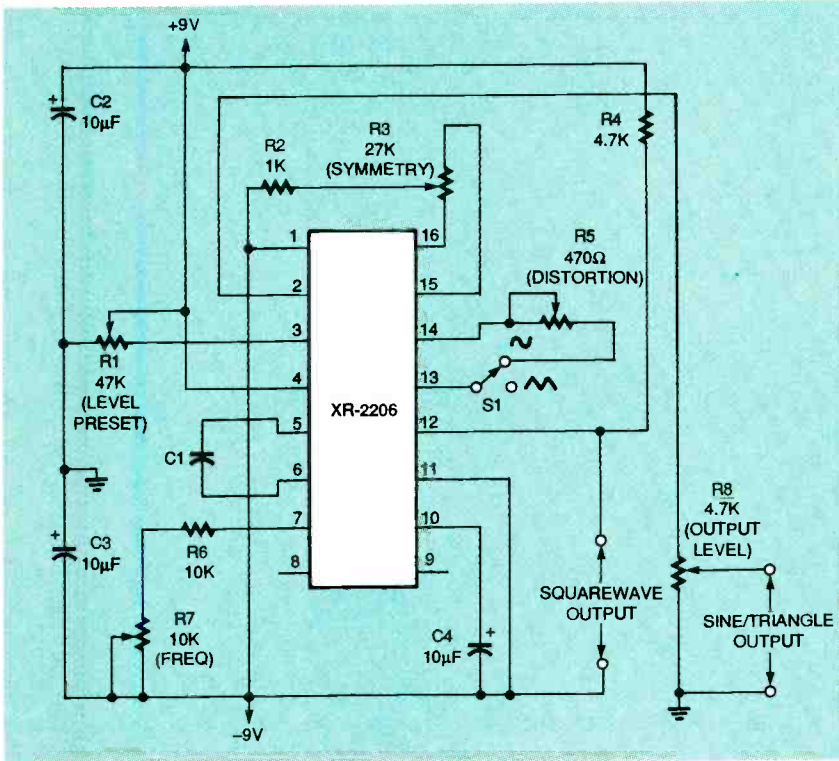 +9V
C2
10µF
R2
1K
R3
27K
(SYMMETRY)
R4
4.7K
1
16
R5
470Ω
(DISTORTION)
2
15
3
14
R1
47K
(LEVEL
PRESET)
4
13
S1
XR-2206
5
12
C1
6
11
7
10
R6
10K
8
9
C3
10µF
R7
10K
(FREQ)
C4
10µF
+
+
+
R8
4.7K
(OUTPUT
LEVEL)
SQUAREWAVE
OUTPUT
SINE/TRIANGLE
OUTPUT
-9V